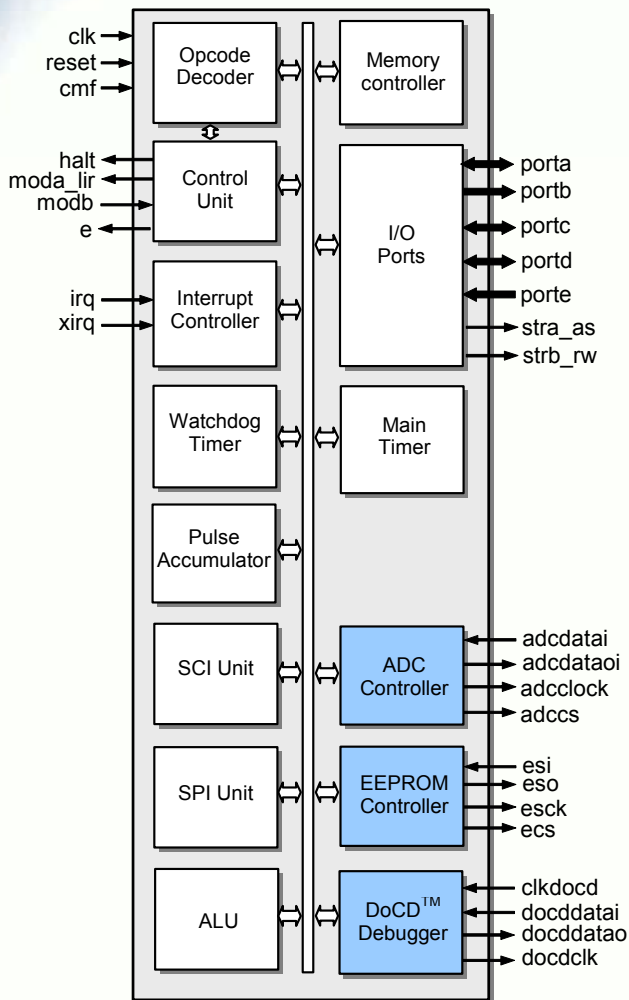 clk
reset
cmf
Opcode
Decoder
Memory
controller
halt
moda_lir
modb
e
Control
Unit
I/O
Ports
porta
portb
portc
portd
porte
stra_as
strb_rw
irq
xirq
Interrupt
Controller
Watchdog
Timer
Main
Timer
Pulse
Accumulator
SCI Unit
ADC
Controller
adcdatai
adcdataoi
adcclock
adccs
SPI Unit
EEPROM
Controller
esi
eso
esck
ecs
ALU
DoCD™
Debugger
clkdocd
docddatai
docddatao
docdclk